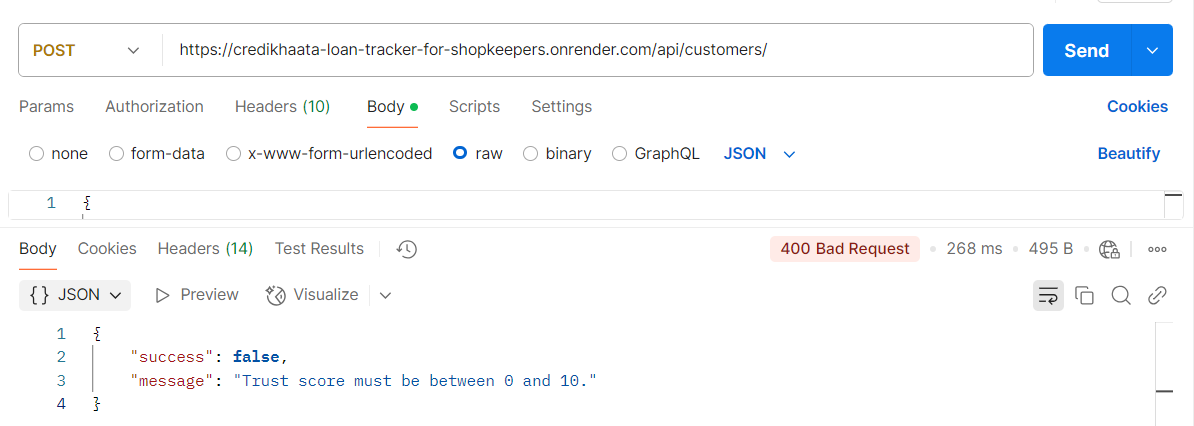 POST https://credikhaata-loan-tracker-for-shopkeepers.onrender.com/api/customers/ Send
Params Authorization Headers (10) Body Scripts Settings Cookies
none form-data x-www-form-urlencoded raw binary GraphQL JSON Beautify
1 {
Body Cookies Headers (14) Test Results 400 Bad Request 268 ms 495 B
{} JSON Preview Visualize
1 {
2 "success": false,
3 "message": "Trust score must be between 0 and 10."
4 }